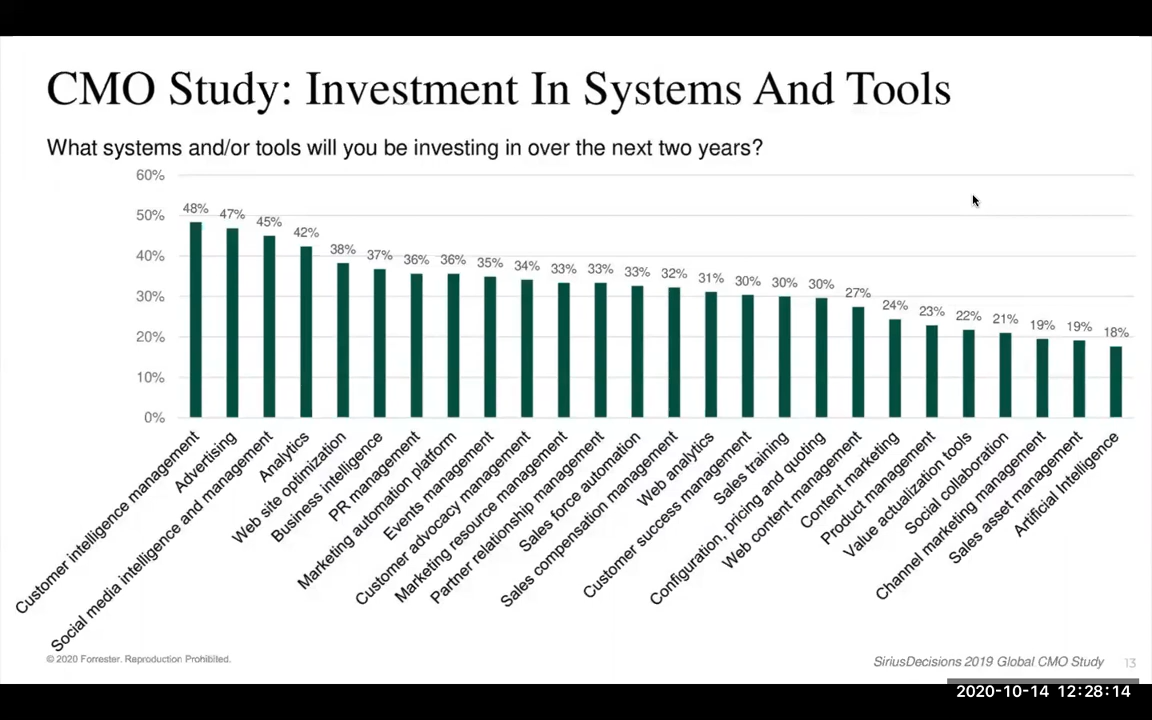 CMO Study: Investment In Systems And Tools
What systems and/or tools will you be investing in over the next two years?
60%
50%
40%
30%
20%
10%
0%
48%
47%
45%
42%
38%
37%
36%
36%
35%
34%
33%
33%
33%
32%
31%
30%
30%
30%
27%
24%
23%
22%
21%
19%
19%
18%
Customer intelligence management
Advertising
Social media intelligence and management
Analytics
Web site optimization
Business intelligence
PR management
Marketing automation platform
Events management
Customer advocacy management
Marketing resource management
Partner relationship management
Sales force automation
Sales compensation management
Web analytics
Customer success management
Sales training
Configuration, pricing and quoting
Web content management
Content marketing
Product management
Value actualization tools
Social collaboration
Channel marketing management
Sales asset management
Artificial Intelligence
© 2020 Forrester. Reproduction Prohibited.
SiriusDecisions 2019 Global CMO Study 13
2020-10-14 12:28:14